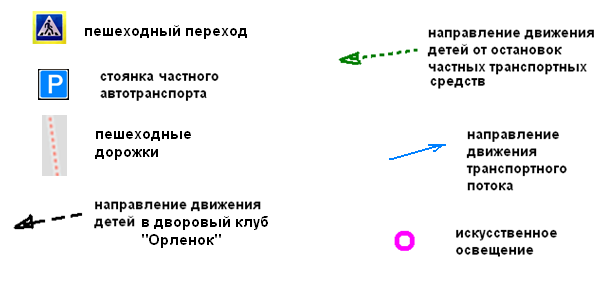 пешеходный переход
стоянка частного
автотранспорта
P
пешеходные
дорожки
направление движения
детей в дворовый клуб
"Орленок"
направление движения
детей от остановок
частных транспортных
средств
направление
движения
транспортного
потока
искусственное
освещение